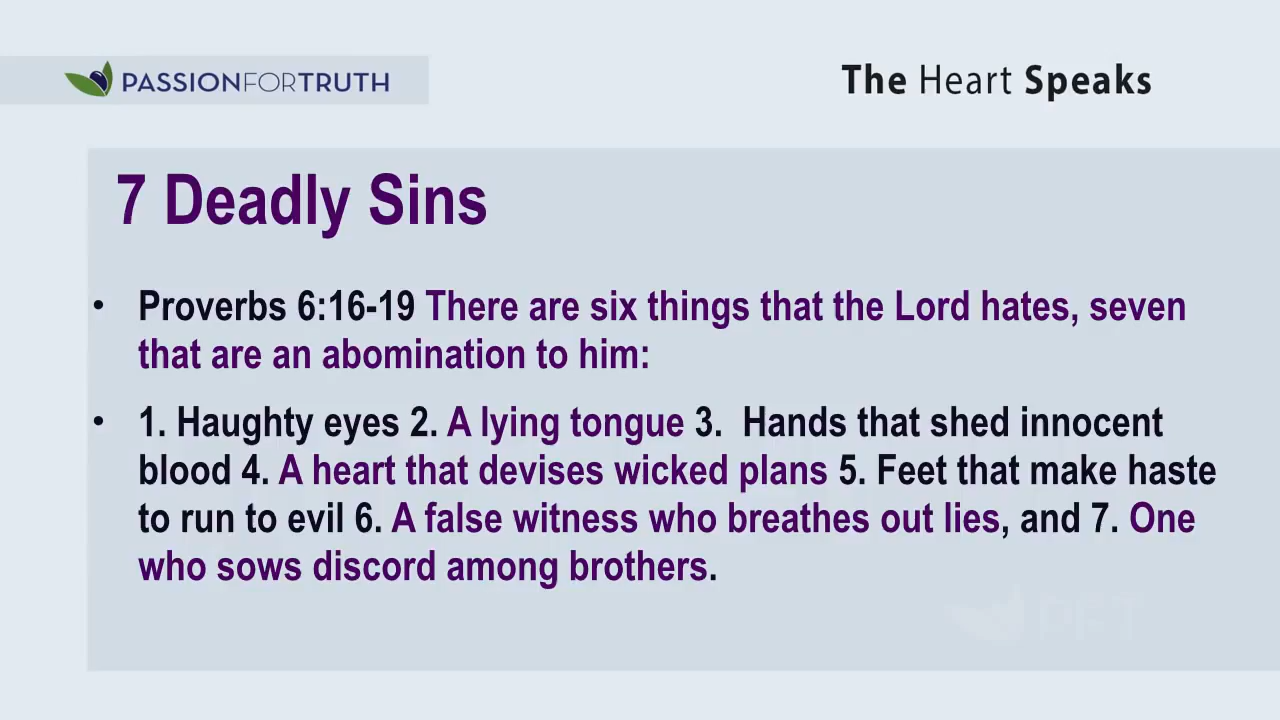 PASSIONFORTRUTH
The Heart Speaks
7 Deadly Sins
• Proverbs 6:16-19 There are six things that the Lord hates, seven
that are an abomination to him:
• 1. Haughty eyes 2. A lying tongue 3.  Hands that shed innocent
blood 4. A heart that devises wicked plans 5. Feet that make haste
to run to evil 6. A false witness who breathes out lies, and 7. One
who sows discord among brothers.
PFT